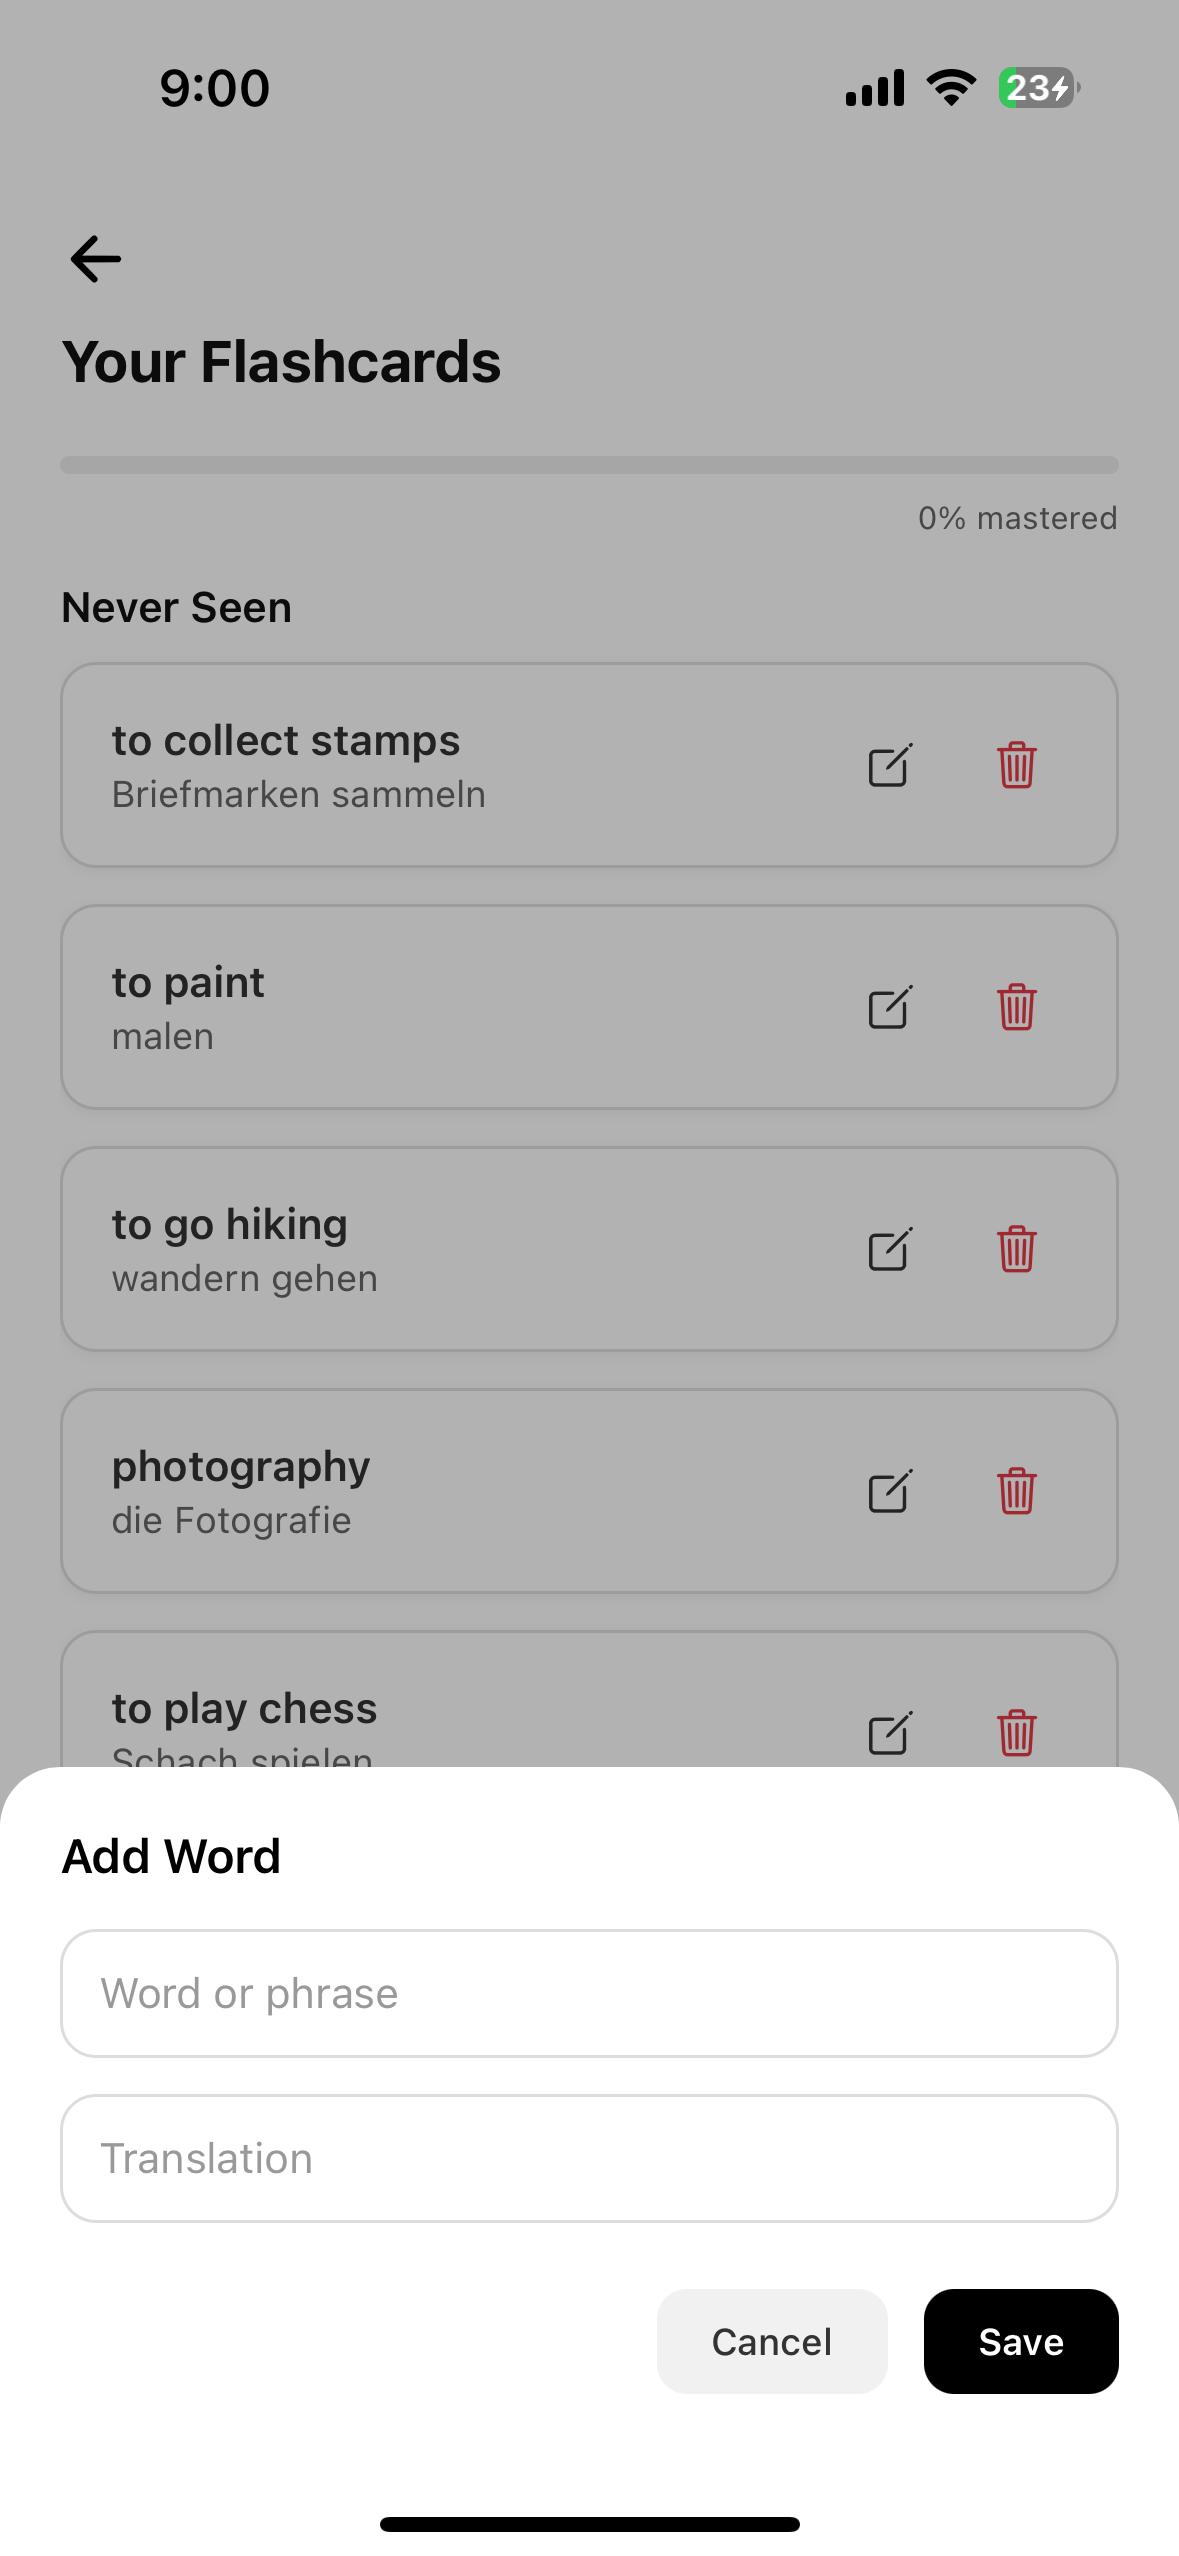 9:00
23
Your Flashcards
0% mastered
Never Seen
to collect stamps
Briefmarken sammeln
to paint
malen
to go hiking
wandern gehen
photography
die Fotografie
to play chess
Schach spielen
Add Word
Word or phrase
Translation
Cancel
Save